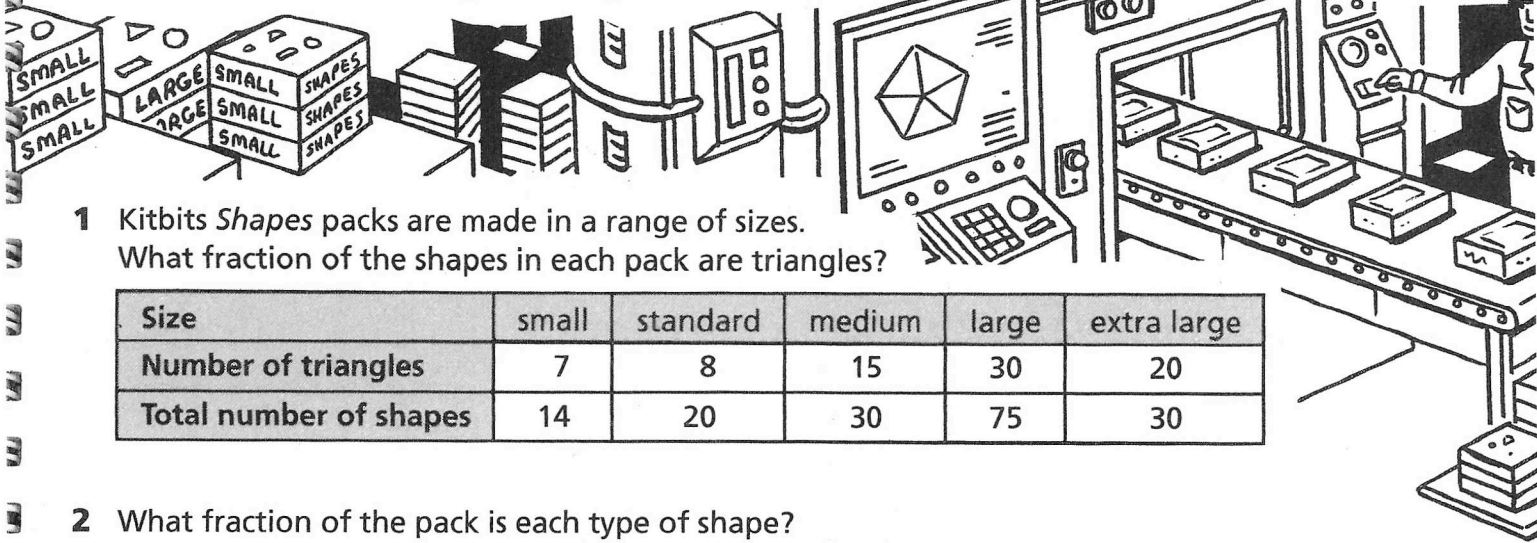 SMALL
SMALL
SMALL
LARGE
SMALL SHAPES
SMALL SHAPES
SMALL SHAPES
1 Kitbits Shapes packs are made in a range of sizes.
What fraction of the shapes in each pack are triangles?
Size small standard medium large extra large
Number of triangles 7 8 15 30 20
Total number of shapes 14 20 30 75 30
2 What fraction of the pack is each type of shape?